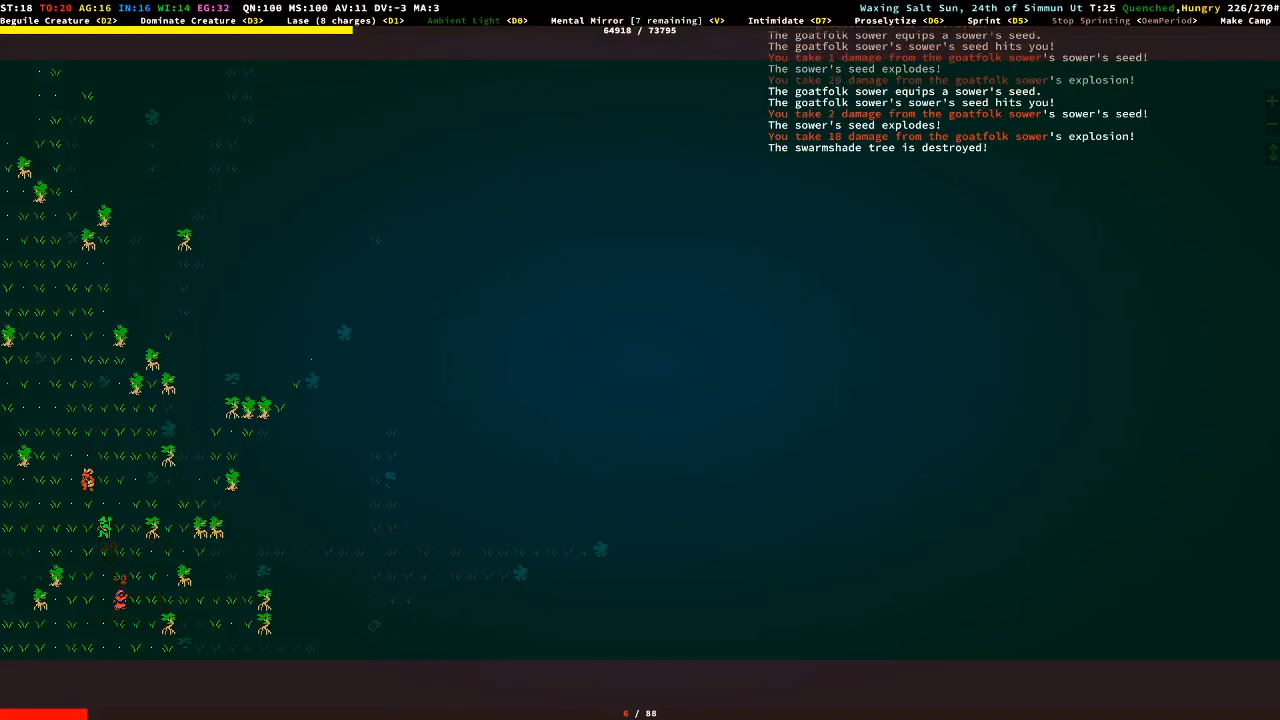 ST:18 TO:20 AG:16 IN:16 WI:14 EG:32 QN:100 MS:100 AV:11 DV:-3 MA:3
Waxing Salt Sun, 24th of Simmun Ut T:25 Quenched,Hungry 226/270#
Beguile Creature <D2> Dominate Creature <D3> Lase (8 charges) <D1> Ambient Light <D0> Mental Mirror [7 remaining] <V> Intimidate <D7> Proselytize <D6> Sprint <D5> Stop Sprinting <OemPeriod> Make Camp
64918 / 73795
The goatfolk sower equips a sower's seed.
The goatfolk sower's sower's seed hits you!
You take 1 damage from the goatfolk sower's sower's seed!
The sower's seed explodes!
You take 20 damage from the goatfolk sower's explosion!
The goatfolk sower equips a sower's seed.
The goatfolk sower's sower's seed hits you!
You take 2 damage from the goatfolk sower's sower's seed!
The sower's seed explodes!
You take 18 damage from the goatfolk sower's explosion!
The swarmshade tree is destroyed!
-2
6 / 88